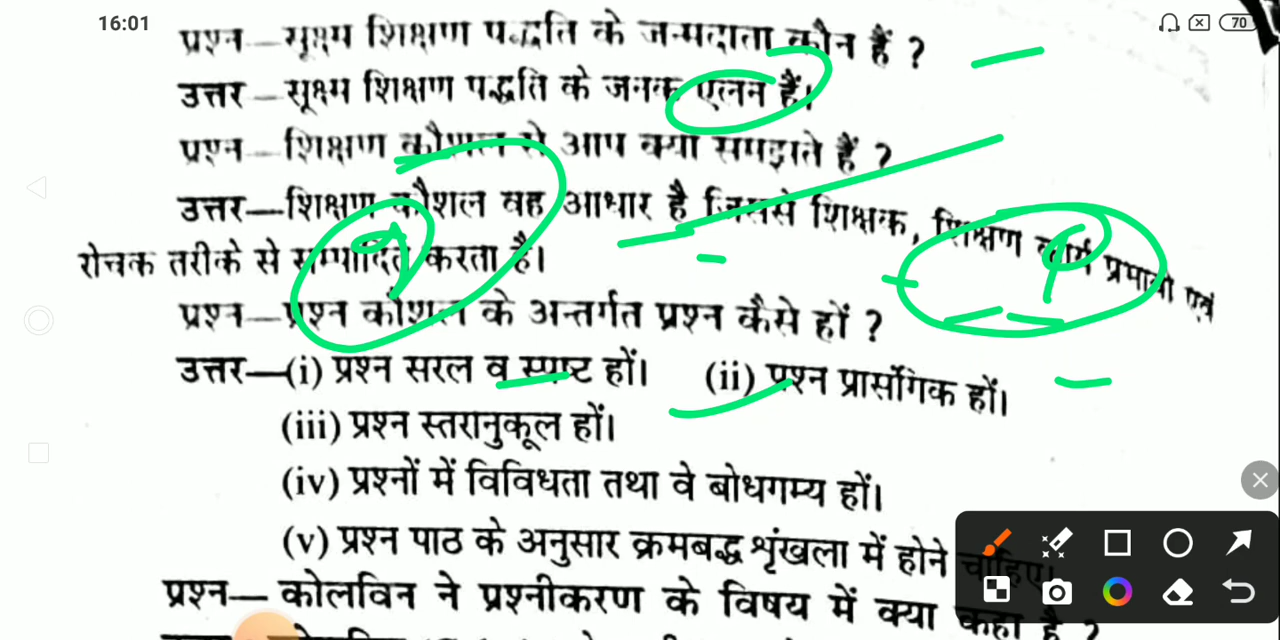 16:01
70
प्रश्न–सूक्ष्म शिक्षण पद्धति के जन्मदाता कौन हैं ?
उत्तर–सूक्ष्म शिक्षण पद्धति के जनक एलन हैं।
प्रश्न–शिक्षण कौशल से आप क्या समझते हैं ?
उत्तर—शिक्षण कौशल वह आधार है जिससे शिक्षक, शिक्षण कार्य प्रभावी एवं
रोचक तरीके से सम्पादित करता है।
प्रश्न—प्रश्न कौशल के अन्तर्गत प्रश्न कैसे हों ?
उत्तर—(i) प्रश्न सरल व स्पष्ट हों। (ii) प्रश्न प्रासंगिक हों।
(iii) प्रश्न स्तरानुकूल हों।
(iv) प्रश्नों में विविधता तथा वे बोधगम्य हों।
(v) प्रश्न पाठ के अनुसार क्रमबद्ध शृंखला में होने चाहिए।
प्रश्न— कोलविन ने प्रश्नीकरण के विषय में क्या कहा है ?